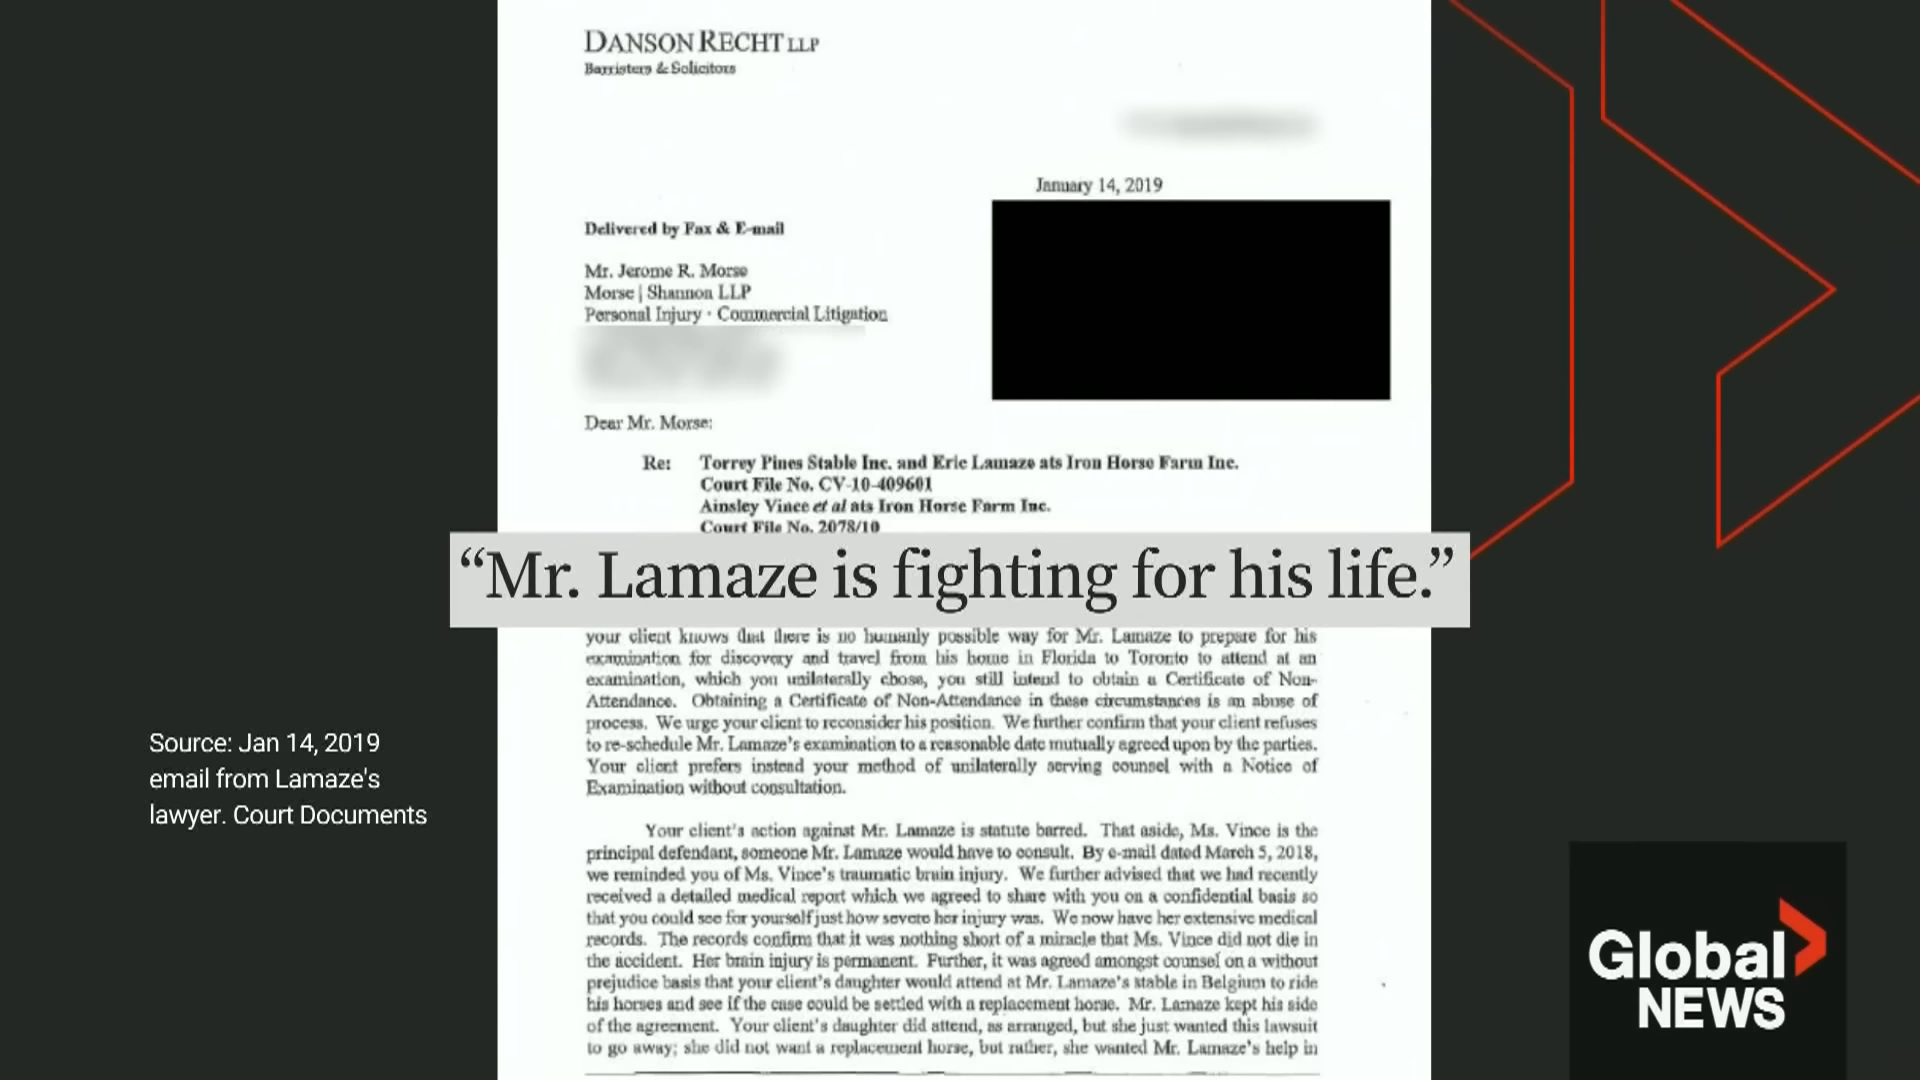 DANSON RECHT LLP
Barristers & Solicitors
January 14, 2019
Delivered by Fax & E-mail
Mr. Jerome R. Morse
Morse | Shannon LLP
Personal Injury · Commercial Litigation
Dear Mr. Morse:
Re: Torrey Pines Stable Inc. and Eric Lamaze ats Iron Horse Farm Inc.
Court File No. CV-10-409601
Ainsley Vince et al ats Iron Horse Farm Inc.
Court File No. 2078/10
“Mr. Lamaze is fighting for his life.”
your client knows that there is no humanly possible way for Mr. Lamaze to prepare for his
examination for discovery and travel from his home in Florida to Toronto to attend at an
examination, which you unilaterally chose, you still intend to obtain a Certificate of Non-
Attendance. Obtaining a Certificate of Non-Attendance in these circumstances is an abuse of
process. We urge your client to reconsider his position. We further confirm that your client refuses
to re-schedule Mr. Lamaze's examination to a reasonable date mutually agreed upon by the parties.
Your client prefers instead your method of unilaterally serving counsel with a Notice of
Examination without consultation.
Your client's action against Mr. Lamaze is statute barred. That aside, Ms. Vince is the
principal defendant, someone Mr. Lamaze would have to consult. By e-mail dated March 5, 2018,
we reminded you of Ms. Vince's traumatic brain injury. We further advised that we had recently
received a detailed medical report which we agreed to share with you on a confidential basis so
that you could see for yourself just how severe her injury was. We now have her extensive medical
records. The records confirm that it was nothing short of a miracle that Ms. Vince did not die in
the accident. Her brain injury is permanent. Further, it was agreed amongst counsel on a without
prejudice basis that your client's daughter would attend at Mr. Lamaze's stable in Belgium to ride
his horses and see if the case could be settled with a replacement horse. Mr. Lamaze kept his side
of the agreement. Your client's daughter did attend, as arranged, but she just wanted this lawsuit
to go away; she did not want a replacement horse, but rather, she wanted Mr. Lamaze's help in
Source: Jan 14, 2019
email from Lamaze's
lawyer. Court Documents
Global
NEWS